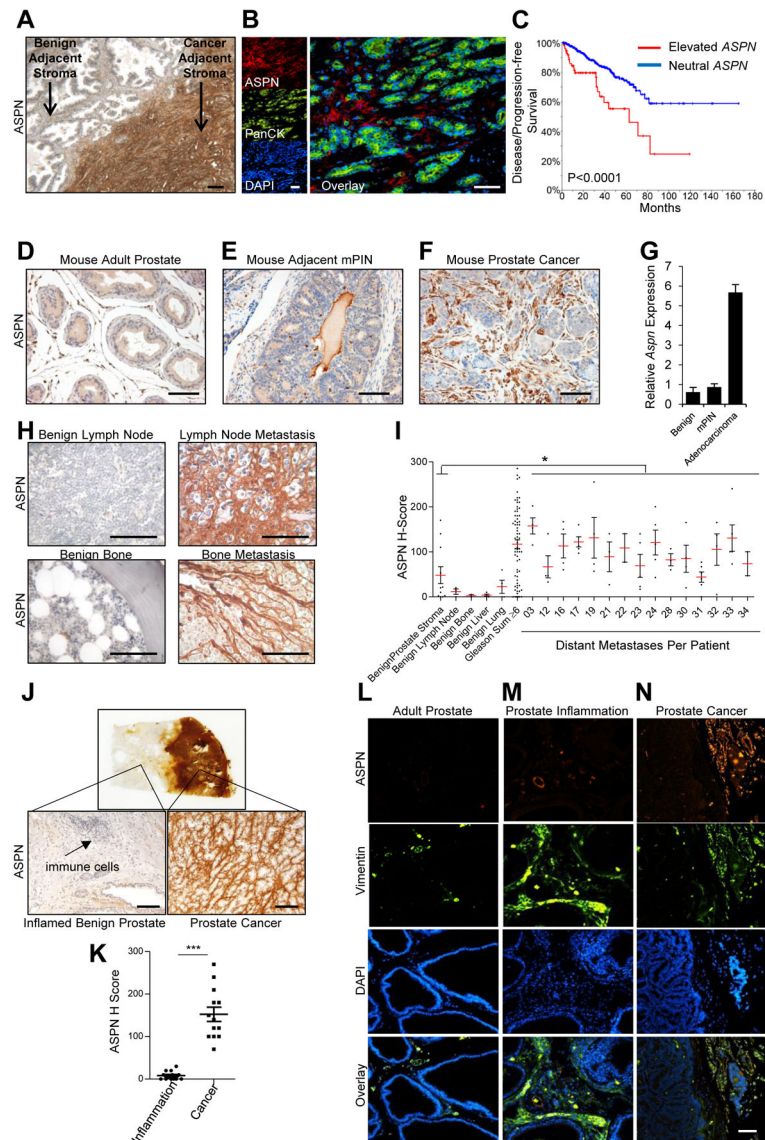 A
Benign
Adjacent
Stroma
Cancer
Adjacent
Stroma
ASPN
B
ASPN
PanCK
DAPI
Overlay
C
Elevated ASPN
Neutral ASPN
Disease/Progression-free
Survival
100%
80%
60%
40%
20%
0%
P<0.0001
0 20 40 60 80 100 120 140 160 180
Months
D
Mouse Adult Prostate
ASPN
E
Mouse Adjacent mPIN
F
Mouse Prostate Cancer
G
Relative Aspn Expression
7
6
5
4
3
2
1
0
Benign
mPIN
Adenocarcinoma
H
Benign Lymph Node
Lymph Node Metastasis
ASPN
Benign Bone
Bone Metastasis
ASPN
I
*
ASPN H-Score
300
200
100
0
BenignProstate Stroma
Benign Lymph Node
Benign Bone
Benign Liver
Benign Lung
Gleason Sum ≥6
03 12 16 17 19 21 22 23 24 28 30 31 32 33 34
Distant Metastases Per Patient
J
ASPN
immune cells
Inflamed Benign Prostate
Prostate Cancer
K
***
ASPN H Score
300
200
100
0
Inflammation
Cancer
L
Adult Prostate
M
Prostate Inflammation
N
Prostate Cancer
ASPN
Vimentin
DAPI
Overlay